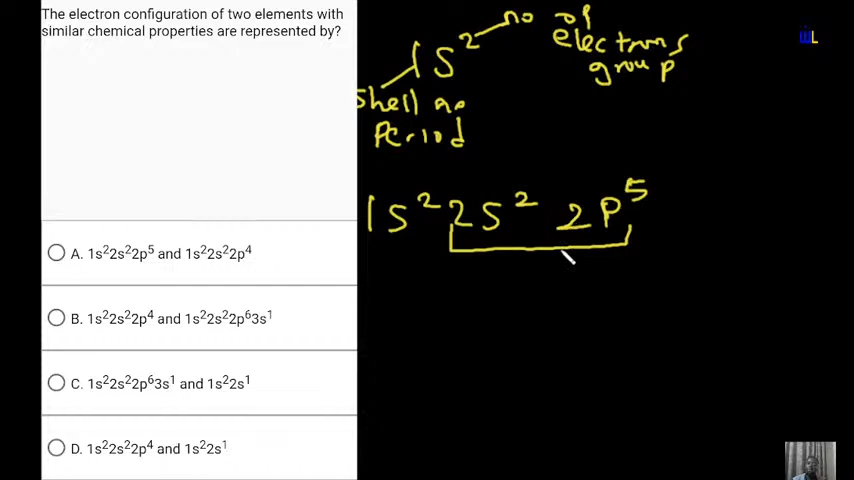 The electron configuration of two elements with
similar chemical properties are represented by?
A. 1s²2s²2p⁵ and 1s²2s²2p⁴
B. 1s²2s²2p⁴ and 1s²2s²2p⁶3s¹
C. 1s²2s²2p⁶3s¹ and 1s²2s¹
D. 1s²2s²2p⁴ and 1s²2s¹
1S² no of
electrons
group
Shell no
Period
1S² 2S² 2P⁵